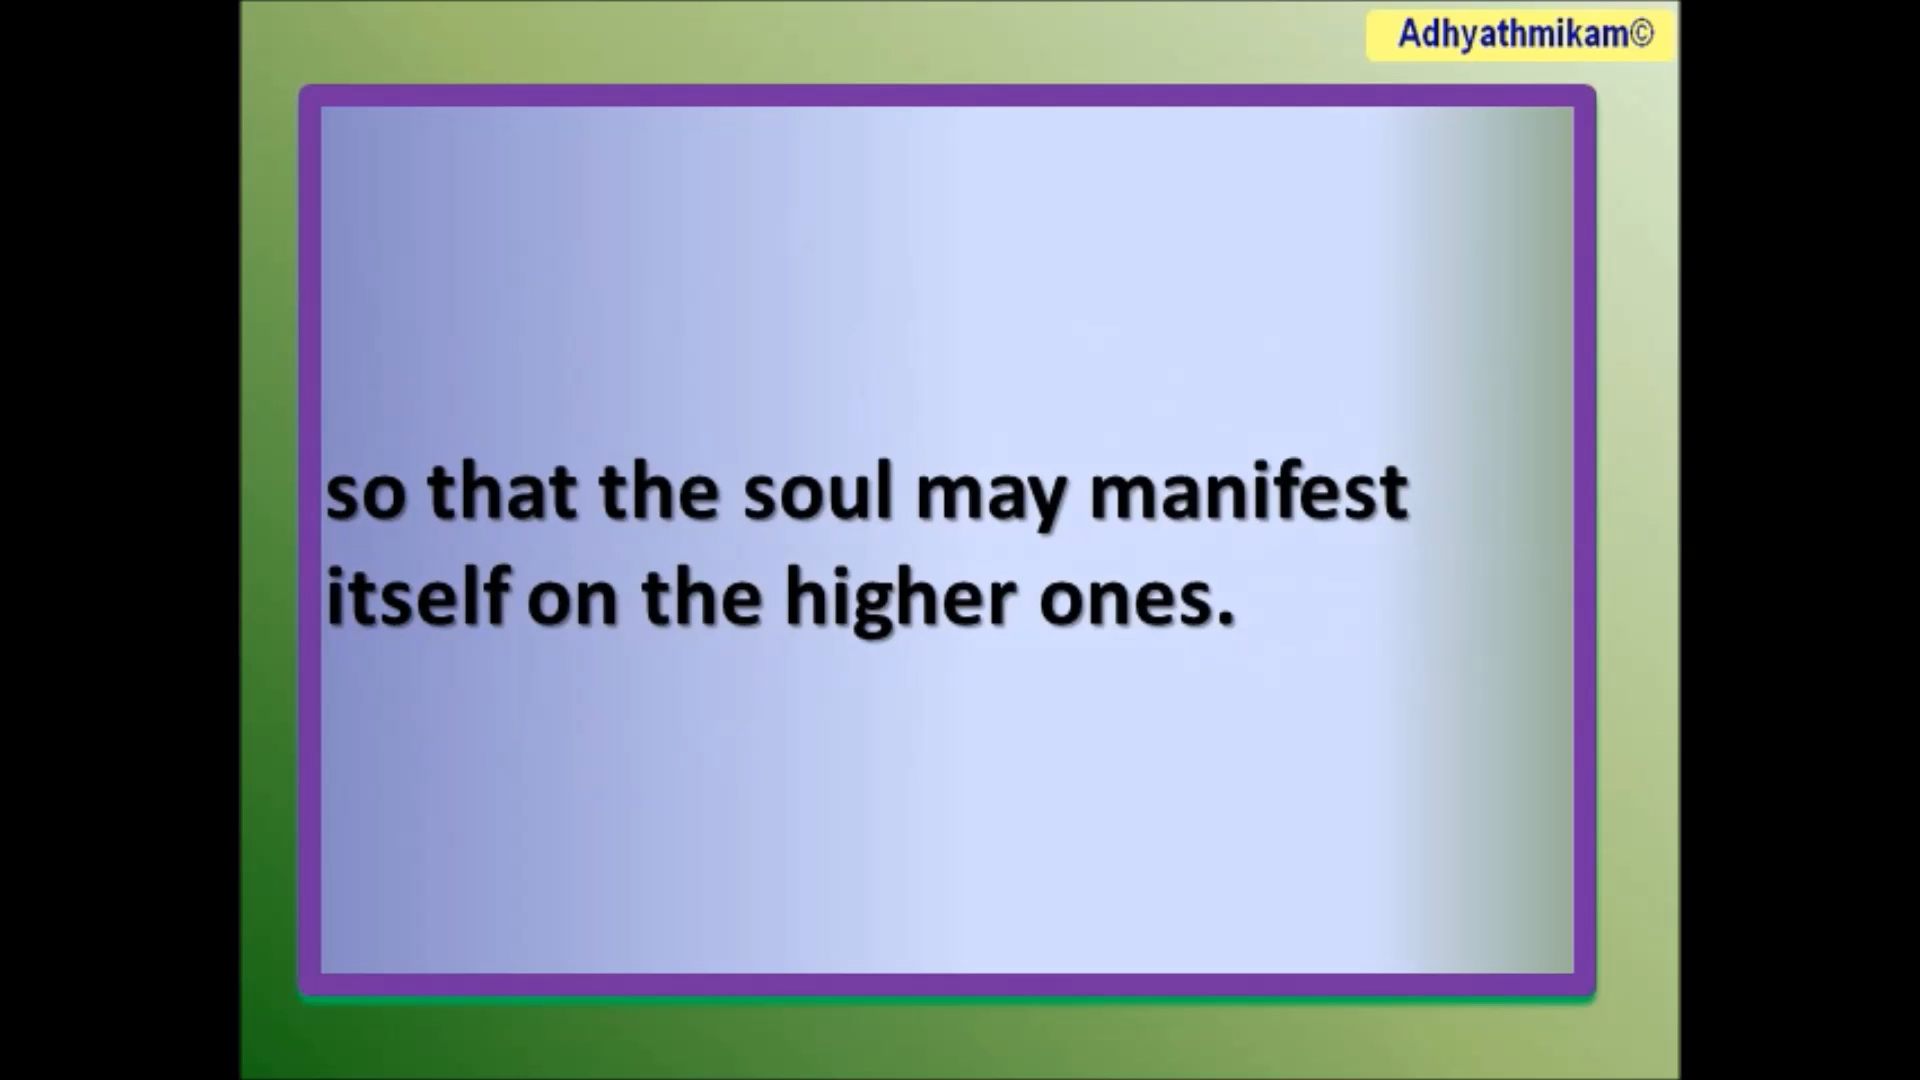 Adhyathmikam©
so that the soul may manifest
itself on the higher ones.